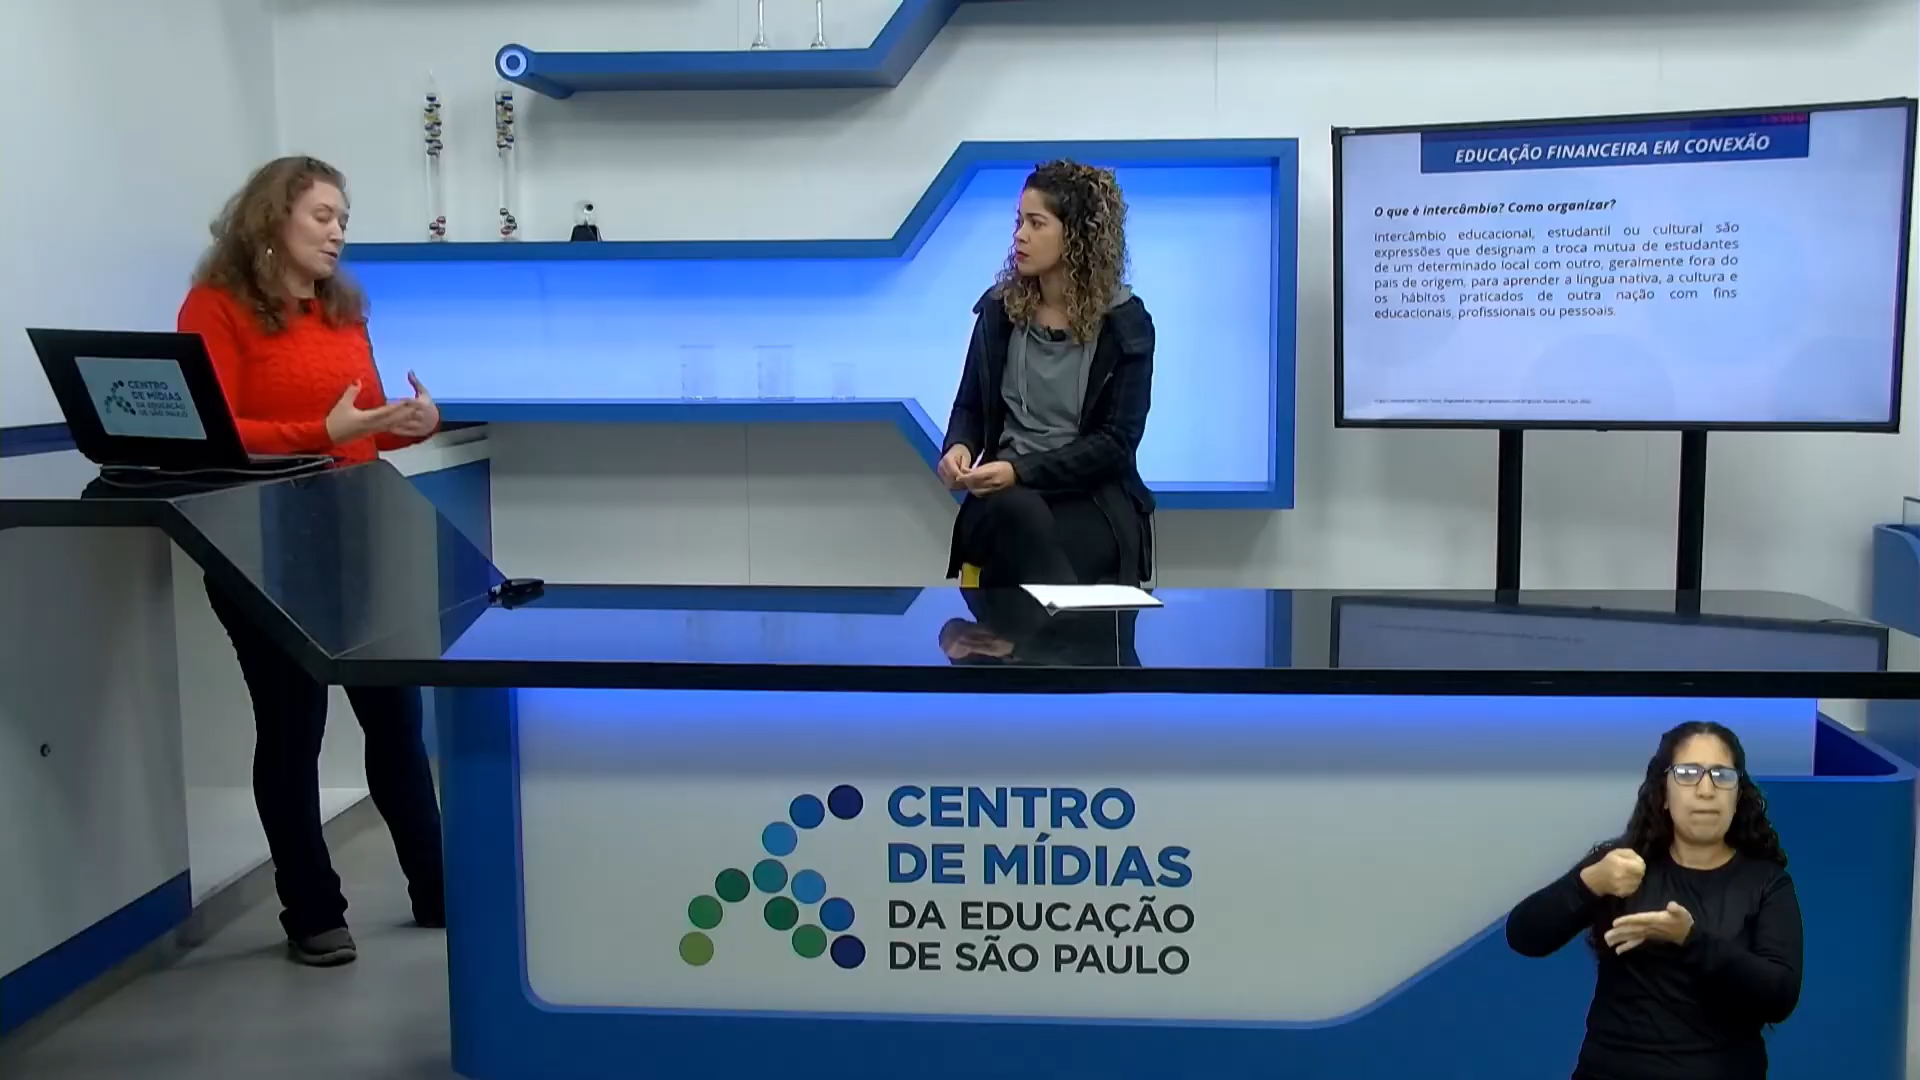 EDUCAÇÃO FINANCEIRA EM CONEXÃO
O que é intercâmbio? Como organizar?
Intercâmbio educacional, estudantil ou cultural são
expressões que designam a troca mutua de estudantes
de um determinado local com outro, geralmente fora do
país de origem, para aprender a língua nativa, a cultura e
os hábitos praticados de outra nação com fins
educacionais, profissionais ou pessoais.
CENTRO
DE MÍDIAS
DA EDUCAÇÃO
DE SÃO PAULO
CENTRO
DE MÍDIAS
DA EDUCAÇÃO
DE SÃO PAULO